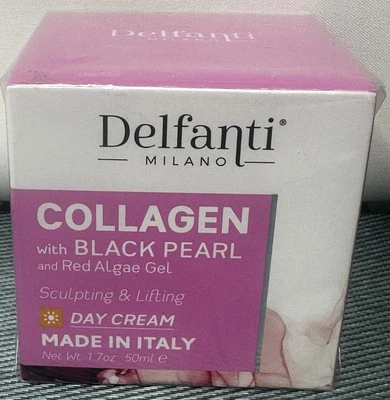 Delfanti
MILANO
Delfanti®
MILANO
COLLAGEN
with BLACK PEARL
and Red Algae Gel
Sculpting & Lifting
DAY CREAM
MADE IN ITALY
Net Wt. 1.7oz 50ml ℮